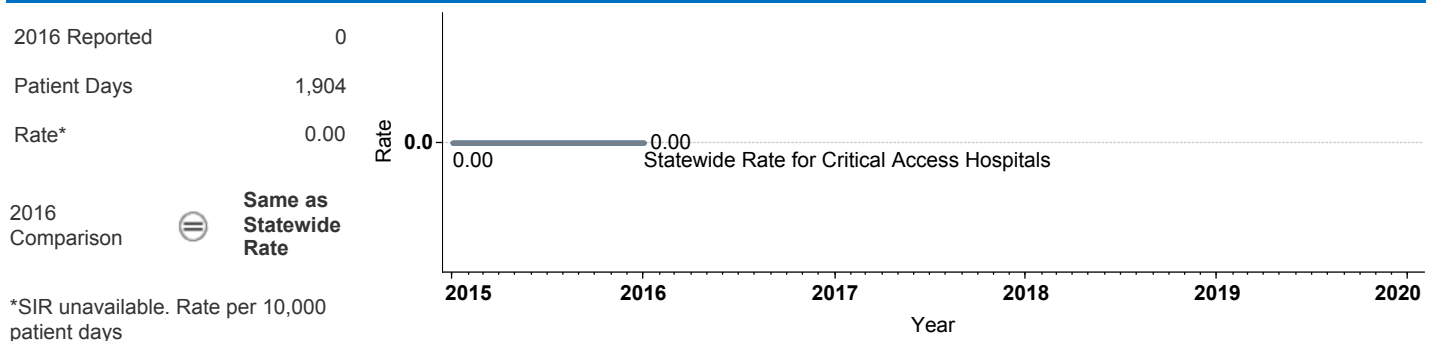 2016 Reported 0
Patient Days 1,904
Rate* 0.00
2016
Comparison
Same as
Statewide
Rate
*SIR unavailable. Rate per 10,000
patient days
Rate
0.0
0.00
0.00
Statewide Rate for Critical Access Hospitals
2015 2016 2017 2018 2019 2020
Year